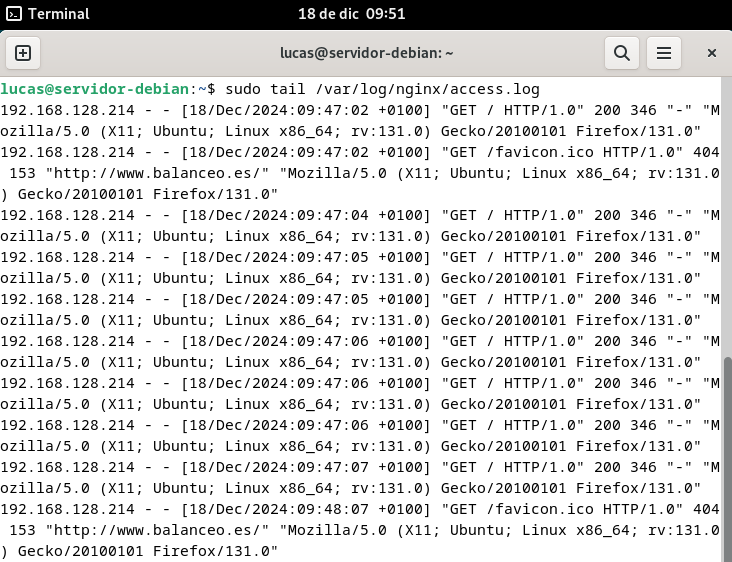 Terminal
18 de dic 09:51
lucas@servidor-debian: ~
lucas@servidor-debian:~$ sudo tail /var/log/nginx/access.log
192.168.128.214 - - [18/Dec/2024:09:47:02 +0100] "GET / HTTP/1.0" 200 346 "-" "M
ozilla/5.0 (X11; Ubuntu; Linux x86_64; rv:131.0) Gecko/20100101 Firefox/131.0"
192.168.128.214 - - [18/Dec/2024:09:47:02 +0100] "GET /favicon.ico HTTP/1.0" 404
 153 "http://www.balanceo.es/" "Mozilla/5.0 (X11; Ubuntu; Linux x86_64; rv:131.0
) Gecko/20100101 Firefox/131.0"
192.168.128.214 - - [18/Dec/2024:09:47:04 +0100] "GET / HTTP/1.0" 200 346 "-" "M
ozilla/5.0 (X11; Ubuntu; Linux x86_64; rv:131.0) Gecko/20100101 Firefox/131.0"
192.168.128.214 - - [18/Dec/2024:09:47:05 +0100] "GET / HTTP/1.0" 200 346 "-" "M
ozilla/5.0 (X11; Ubuntu; Linux x86_64; rv:131.0) Gecko/20100101 Firefox/131.0"
192.168.128.214 - - [18/Dec/2024:09:47:05 +0100] "GET / HTTP/1.0" 200 346 "-" "M
ozilla/5.0 (X11; Ubuntu; Linux x86_64; rv:131.0) Gecko/20100101 Firefox/131.0"
192.168.128.214 - - [18/Dec/2024:09:47:06 +0100] "GET / HTTP/1.0" 200 346 "-" "M
ozilla/5.0 (X11; Ubuntu; Linux x86_64; rv:131.0) Gecko/20100101 Firefox/131.0"
192.168.128.214 - - [18/Dec/2024:09:47:06 +0100] "GET / HTTP/1.0" 200 346 "-" "M
ozilla/5.0 (X11; Ubuntu; Linux x86_64; rv:131.0) Gecko/20100101 Firefox/131.0"
192.168.128.214 - - [18/Dec/2024:09:47:06 +0100] "GET / HTTP/1.0" 200 346 "-" "M
ozilla/5.0 (X11; Ubuntu; Linux x86_64; rv:131.0) Gecko/20100101 Firefox/131.0"
192.168.128.214 - - [18/Dec/2024:09:47:07 +0100] "GET / HTTP/1.0" 200 346 "-" "M
ozilla/5.0 (X11; Ubuntu; Linux x86_64; rv:131.0) Gecko/20100101 Firefox/131.0"
192.168.128.214 - - [18/Dec/2024:09:48:07 +0100] "GET /favicon.ico HTTP/1.0" 404
 153 "http://www.balanceo.es/" "Mozilla/5.0 (X11; Ubuntu; Linux x86_64; rv:131.0
) Gecko/20100101 Firefox/131.0"